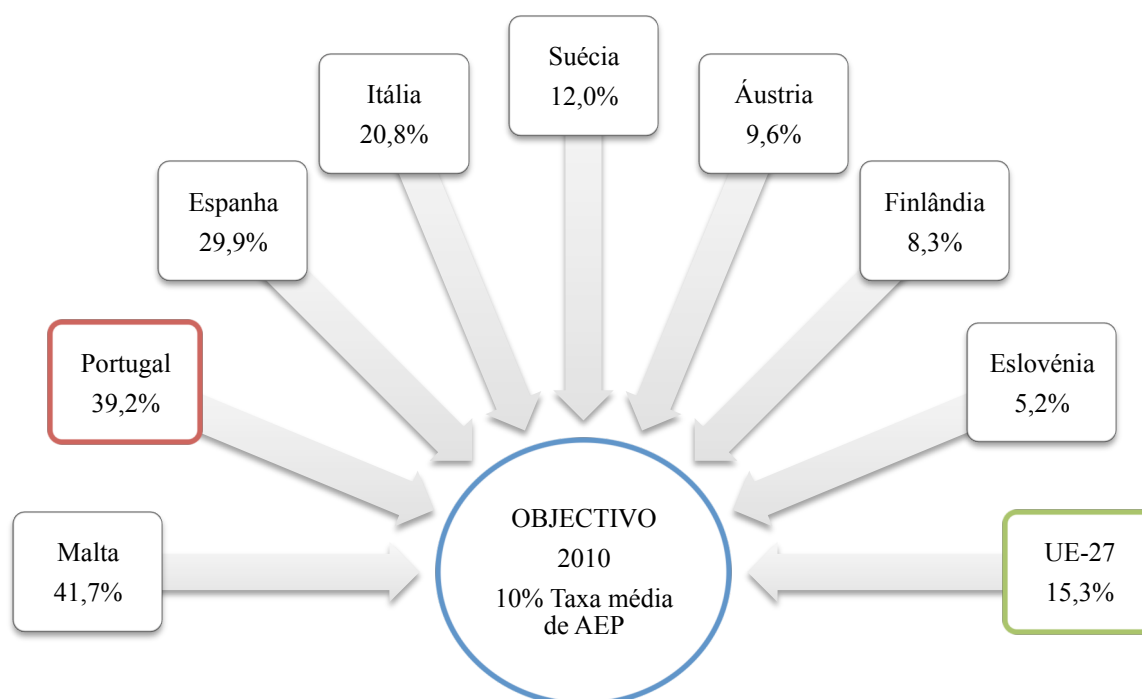 Suécia
12,0%
Itália
20,8%
Áustria
9,6%
Espanha
29,9%
Finlândia
8,3%
Portugal
39,2%
Eslovénia
5,2%
Malta
41,7%
OBJECTIVO
2010
10% Taxa média
de AEP
UE-27
15,3%